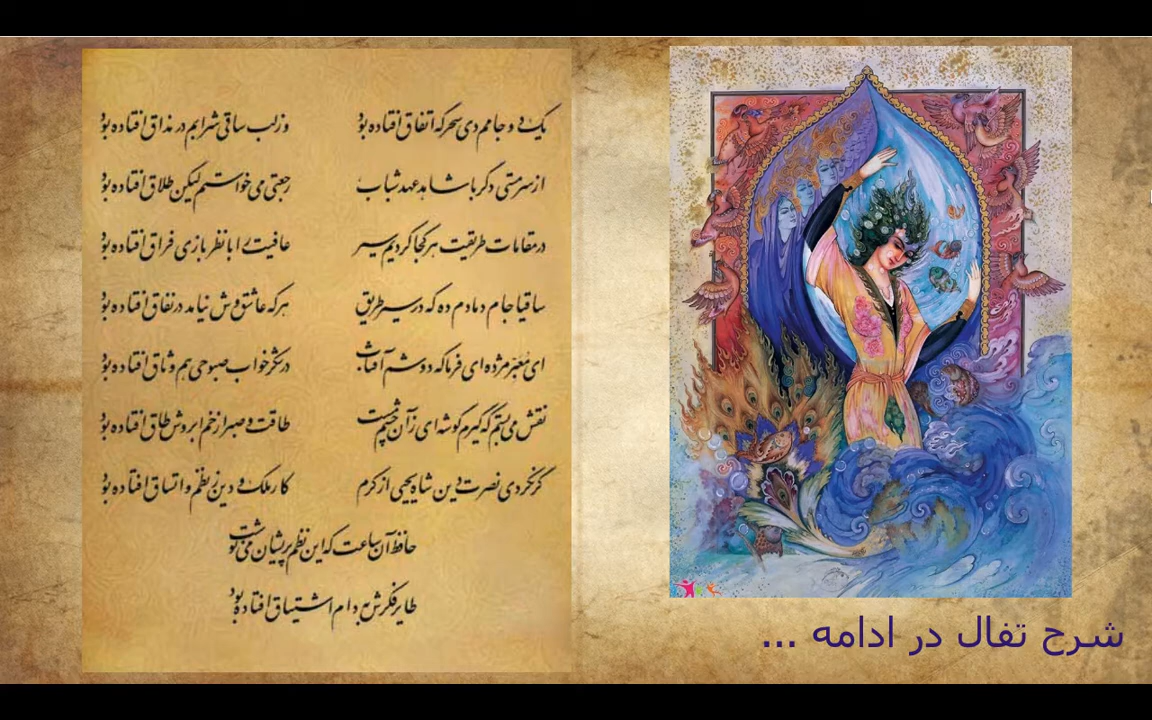 یک دو جامم دی سحرگه اتفاق افتاده بود وز لب ساقی شرابم در مذاق افتاده بود
از سر مستی دگر با شاهد عهد شباب رجعتی می خواستم لیکن طلاق افتاده بود
در مقامات طریقت هر کجا کردیم سیر عافیت را با نظربازی فراق افتاده بود
ساقیا جام دمادم ده که در سیر طریق هر که عاشق وش نیامد در نفاق افتاده بود
ای معبر مژده ای فرما که دوشم آفتاب در شکرخواب صبوحی هم وثاق افتاده بود
نقش می بستم که گیرم گوشه ای زان چشم مست طاقت و صبر از خم ابروش طاق افتاده بود
گر نکردی نصرت دین شاه یحیی از کرم کار ملک و دین ز نظم و اتساق افتاده بود
حافظ آن ساعت که این نظم پریشان می نوشت
طایر فکرش به دام اشتیاق افتاده بود
شرح تفال در ادامه ...